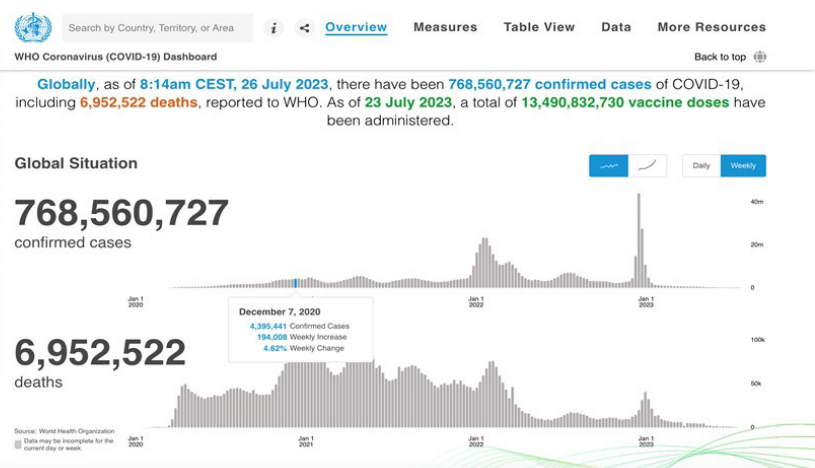 Search by Country, Territory, or Area
i
Overview
Measures
Table View
Data
More Resources
WHO Coronavirus (COVID-19) Dashboard
Back to top
Globally, as of 8:14am CEST, 26 July 2023, there have been 768,560,727 confirmed cases of COVID-19,
including 6,952,522 deaths, reported to WHO. As of 23 July 2023, a total of 13,490,832,730 vaccine doses have
been administered.
Global Situation
Daily
Weekly
768,560,727
confirmed cases
40m
20m
0
Jan 1
2020
Jan 1
2022
Jan 1
2023
December 7, 2020
4,395,441 Confirmed Cases
194,008 Weekly Increase
4.62% Weekly Change
6,952,522
deaths
100k
50k
0
Jan 1
2020
Jan 1
2021
Jan 1
2022
Jan 1
2023
Source: World Health Organization
Data may be incomplete for the
current day or week.